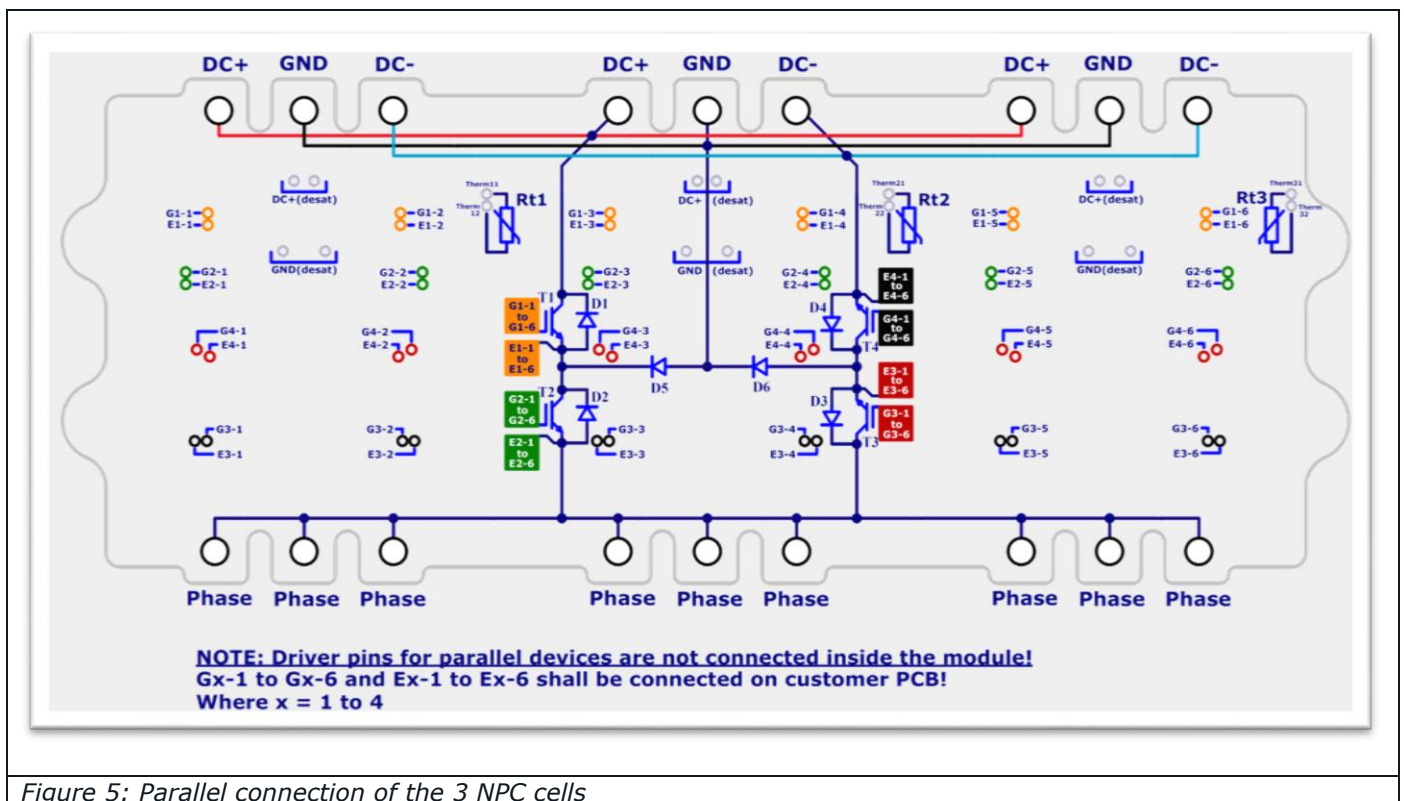 DC+ GND DC- DC+ GND DC- DC+ GND DC-
DC+(desat) Therm11 Rt1 DC+ (desat) Therm21 Rt2 DC+(desat) Therm31 Rt3
Therm 12 Therm 22 Therm 32
G1-1 G1-2 G1-3 G1-4 G1-5 G1-6
E1-1 E1-2 E1-3 E1-4 E1-5 E1-6
GND(desat) GND (desat) GND(desat)
G2-1 G2-2 G2-3 G2-4 G2-5 G2-6
E2-1 E2-2 E2-3 E2-4 E2-5 E2-6
E4-1 to E4-6
T1 D1 D4
G1-1 to G1-6
G4-1 to G4-6
G4-1 G4-2 G4-3 G4-4 G4-5 G4-6
E4-1 E4-2 E4-3 E4-4 E4-5 E4-6
T4
E1-1 to E1-6
E3-1 to E3-6
D5 D6
T2 D2 D3
G2-1 to G2-6
G3-1 to G3-6
G3-1 G3-2 G3-3 G3-4 G3-5 G3-6
T3
E2-1 to E2-6
E3-1 E3-2 E3-3 E3-4 E3-5 E3-6
Phase Phase Phase Phase Phase Phase Phase Phase Phase
NOTE: Driver pins for parallel devices are not connected inside the module!
Gx-1 to Gx-6 and Ex-1 to Ex-6 shall be connected on customer PCB!
Where x = 1 to 4
Figure 5: Parallel connection of the 3 NPC cells